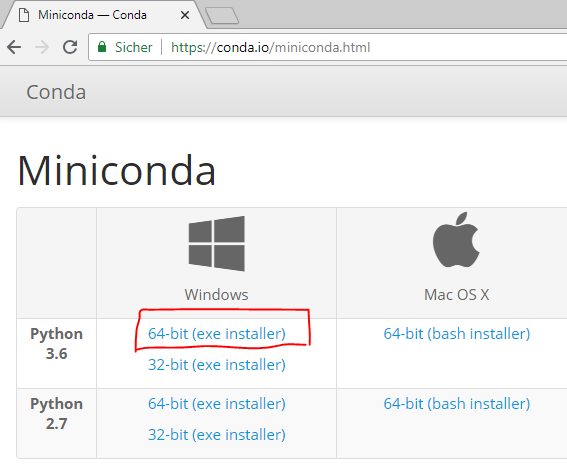 Miniconda — Conda
Sicher https://conda.io/miniconda.html
Conda
Miniconda
Windows Mac OS X
Python 3.6 64-bit (exe installer) 64-bit (bash installer)
32-bit (exe installer)
Python 2.7 64-bit (exe installer) 64-bit (bash installer)
32-bit (exe installer)